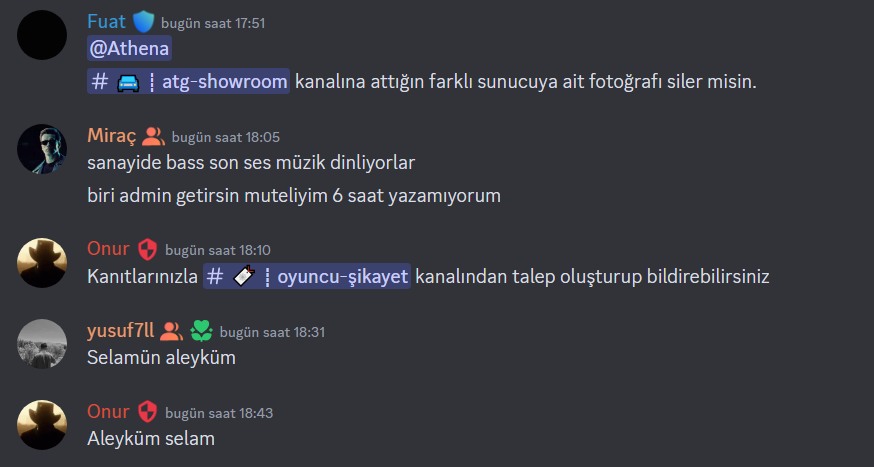 Fuat bugün saat 17:51
@Athena
# ┊ atg-showroom kanalına attığın farklı sunucuya ait fotoğrafı siler misin.
Miraç bugün saat 18:05
sanayide bass son ses müzik dinliyorlar
biri admin getirsin muteliyim 6 saat yazamıyorum
Onur bugün saat 18:10
Kanıtlarınızla # ┊ oyuncu-şikayet kanalından talep oluşturup bildirebilirsiniz
yusuf7ll bugün saat 18:31
Selamün aleyküm
Onur bugün saat 18:43
Aleyküm selam